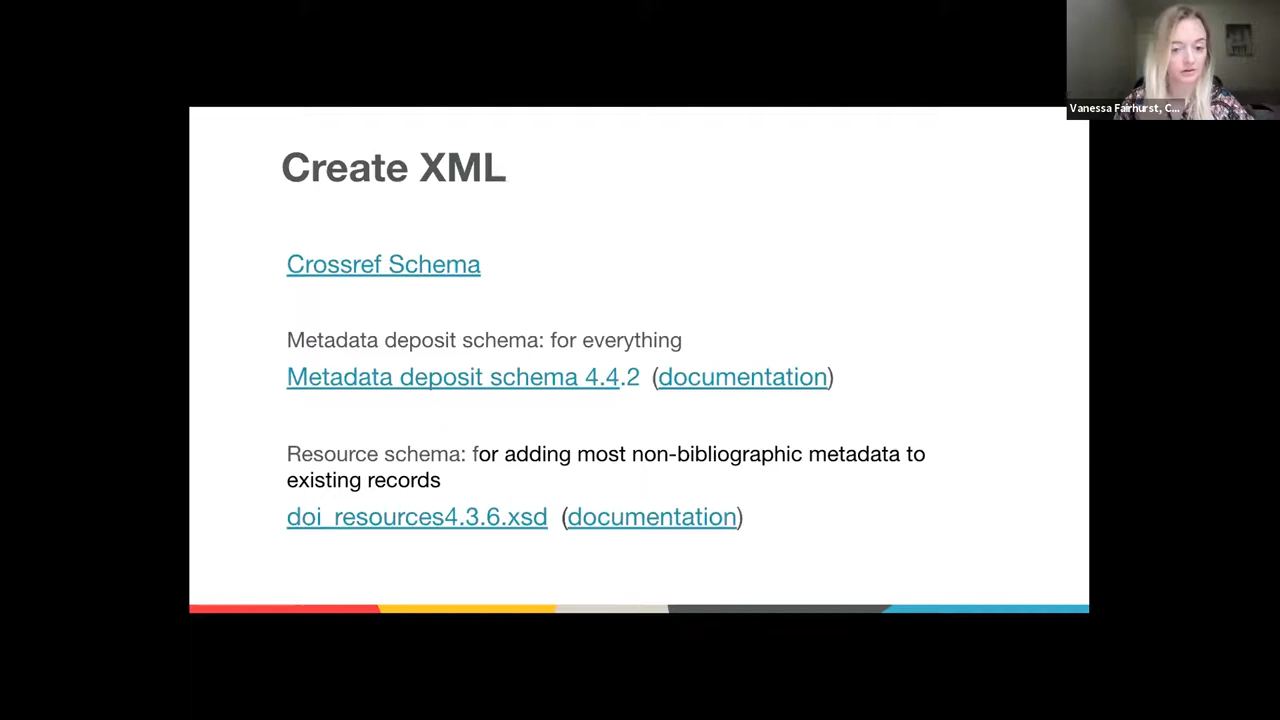 Vanessa Fairhurst, C...
Create XML
Crossref Schema
Metadata deposit schema: for everything
Metadata deposit schema 4.4.2 (documentation)
Resource schema: for adding most non-bibliographic metadata to
existing records
doi_resources4.3.6.xsd (documentation)